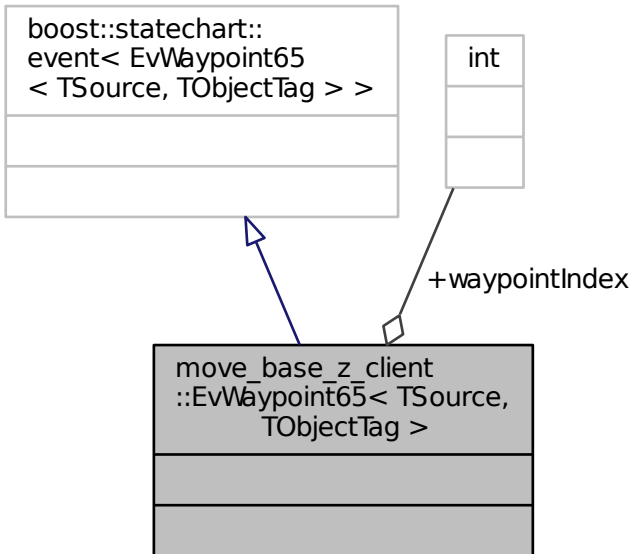 boost::statechart::
event< EvWaypoint65
< TSource, TObjectTag > >
int
+waypointIndex
move_base_z_client
::EvWaypoint65< TSource,
TObjectTag >